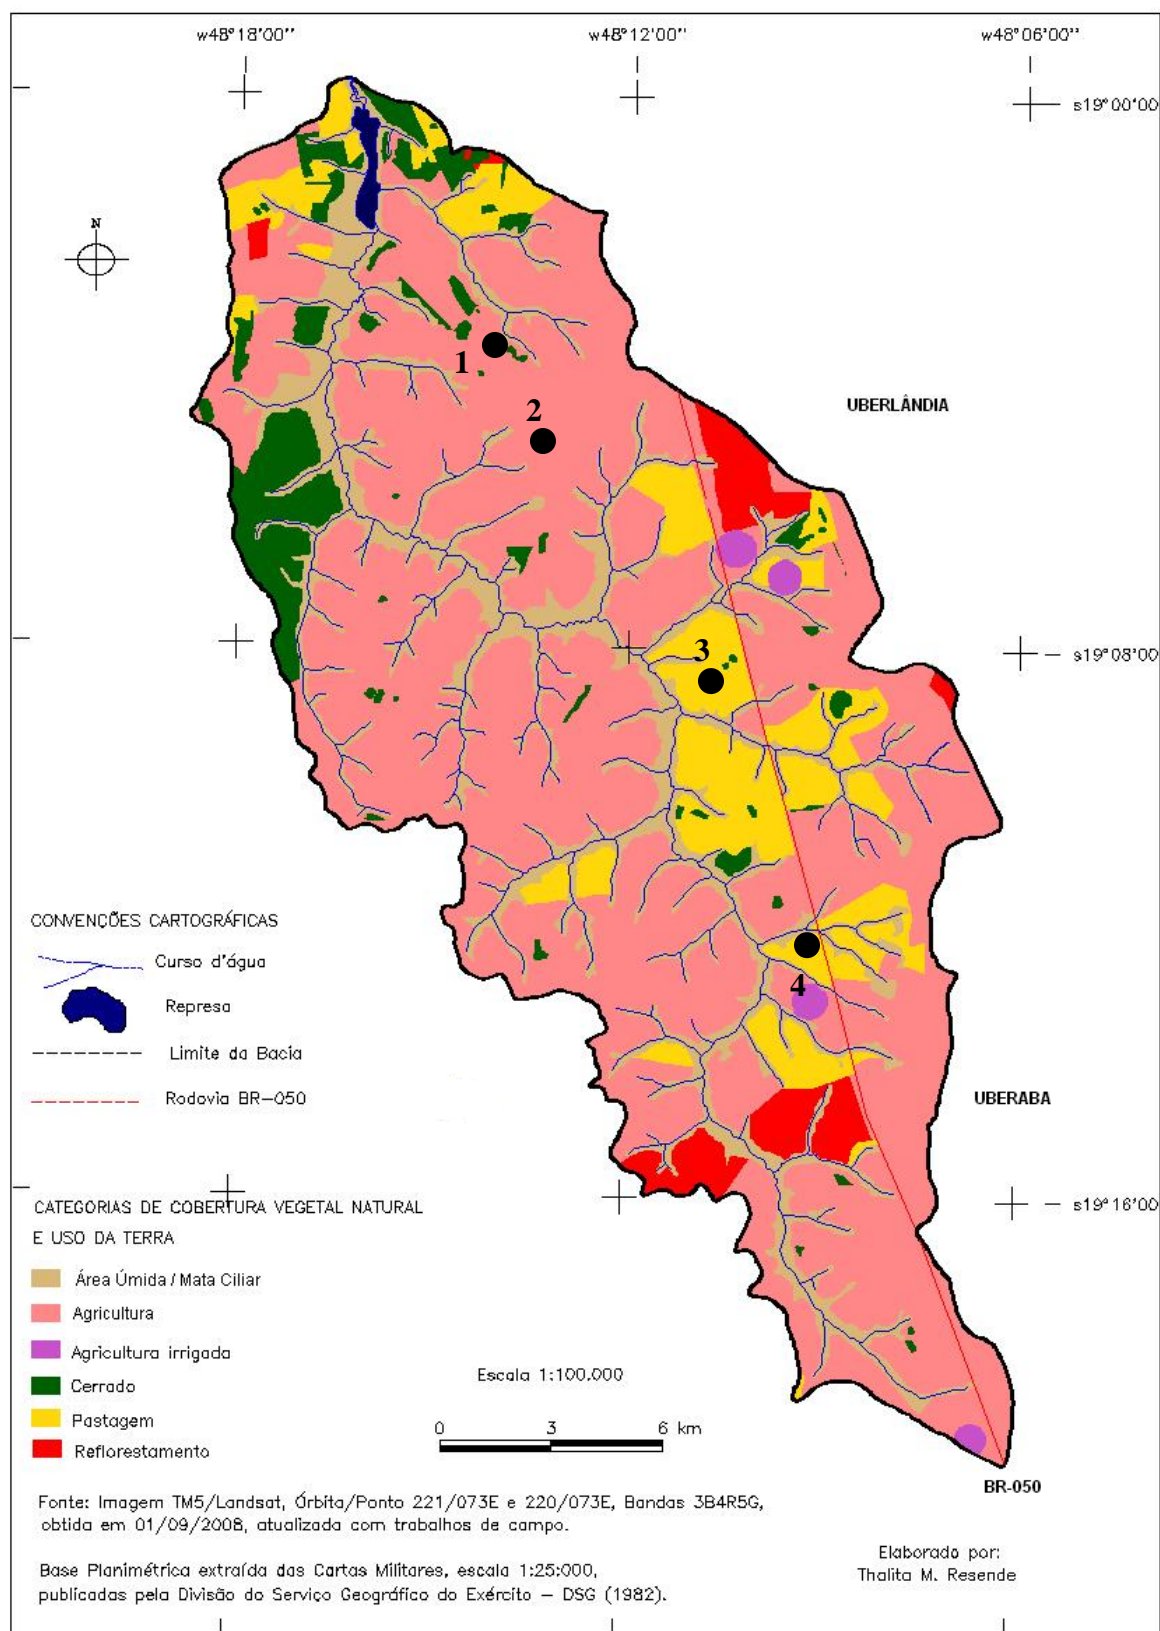 w48°18'00''
w48°12'00''
w48°06'00''
s19°00'00
N
1
2
UBERLÂNDIA
3
s19°08'00
CONVENÇÕES CARTOGRÁFICAS
Curso d'água
Represa
Limite da Bacia
Rodovia BR-050
4
UBERABA
s19°16'00
CATEGORIAS DE COBERTURA VEGETAL NATURAL
E USO DA TERRA
Área Úmida / Mata Ciliar
Agricultura
Agricultura irrigada
Cerrado
Pastagem
Reflorestamento
Escala 1:100.000
0 3 6 km
BR-050
Fonte: Imagem TM5/Landsat, Órbita/Ponto 221/073E e 220/073E, Bandas 3B4R5G,
obtida em 01/09/2008, atualizada com trabalhos de campo.
Base Planimétrica extraída das Cartas Militares, escala 1:25:000,
publicadas pela Divisão do Serviço Geográfico do Exército – DSG (1982).
Elaborado por:
Thalita M. Resende